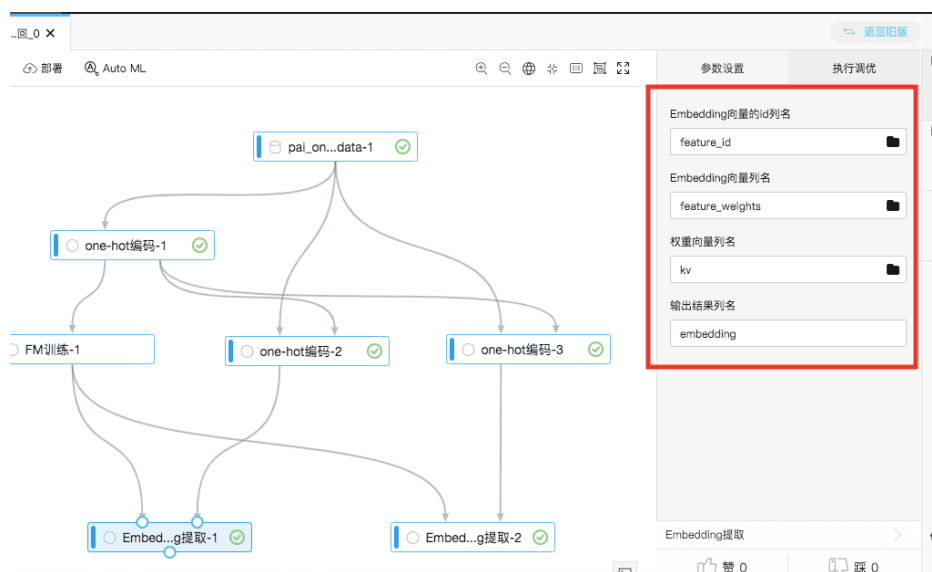 ...回_0
返回旧版
部署
Auto ML
参数设置
执行调优
Embedding向量的id列名
feature_id
Embedding向量列名
feature_weights
权重向量列名
kv
输出结果列名
embedding
pai_on...data-1
one-hot编码-1
FM训练-1
one-hot编码-2
one-hot编码-3
Embed...g提取-1
Embed...g提取-2
Embedding提取
赞 0
踩 0